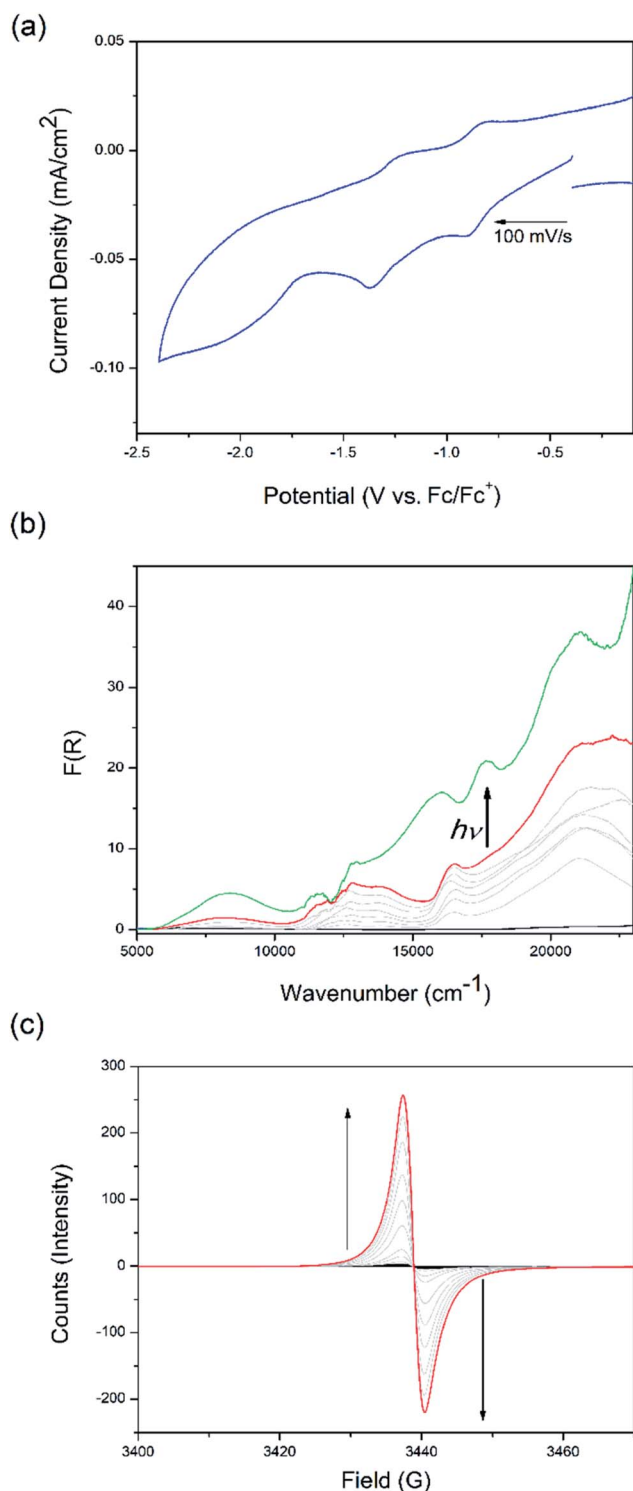 (a)
0.05
0.00
-0.05
-0.10
Current Density (mA/cm²)
100 mV/s
-2.5 -2.0 -1.5 -1.0 -0.5
Potential (V vs. Fc/Fc⁺)
(b)
40
30
20
10
0
F(R)
hν
5000 10000 15000 20000
Wavenumber (cm⁻¹)
(c)
300
200
100
0
-100
-200
Counts (Intensity)
3400 3420 3440 3460
Field (G)